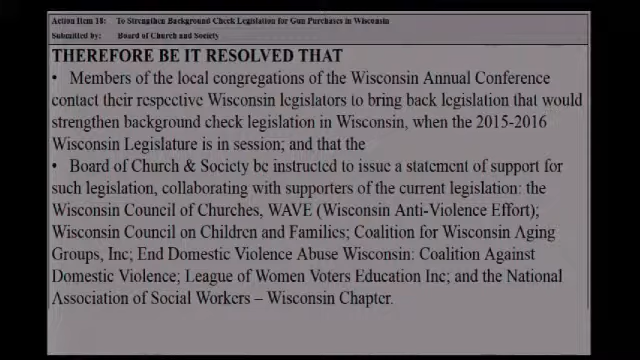 Action Item 18: To Strengthen Background Check Legislation for Gun Purchases in Wisconsin
Submitted by: Board of Church and Society
THEREFORE BE IT RESOLVED THAT
• Members of the local congregations of the Wisconsin Annual Conference
contact their respective Wisconsin legislators to bring back legislation that would
strengthen background check legislation in Wisconsin, when the 2015-2016
Wisconsin Legislature is in session; and that the
• Board of Church & Society be instructed to issue a statement of support for
such legislation, collaborating with supporters of the current legislation: the
Wisconsin Council of Churches, WAVE (Wisconsin Anti-Violence Effort);
Wisconsin Council on Children and Families; Coalition for Wisconsin Aging
Groups, Inc; End Domestic Violence Abuse Wisconsin: Coalition Against
Domestic Violence; League of Women Voters Education Inc; and the National
Association of Social Workers – Wisconsin Chapter.